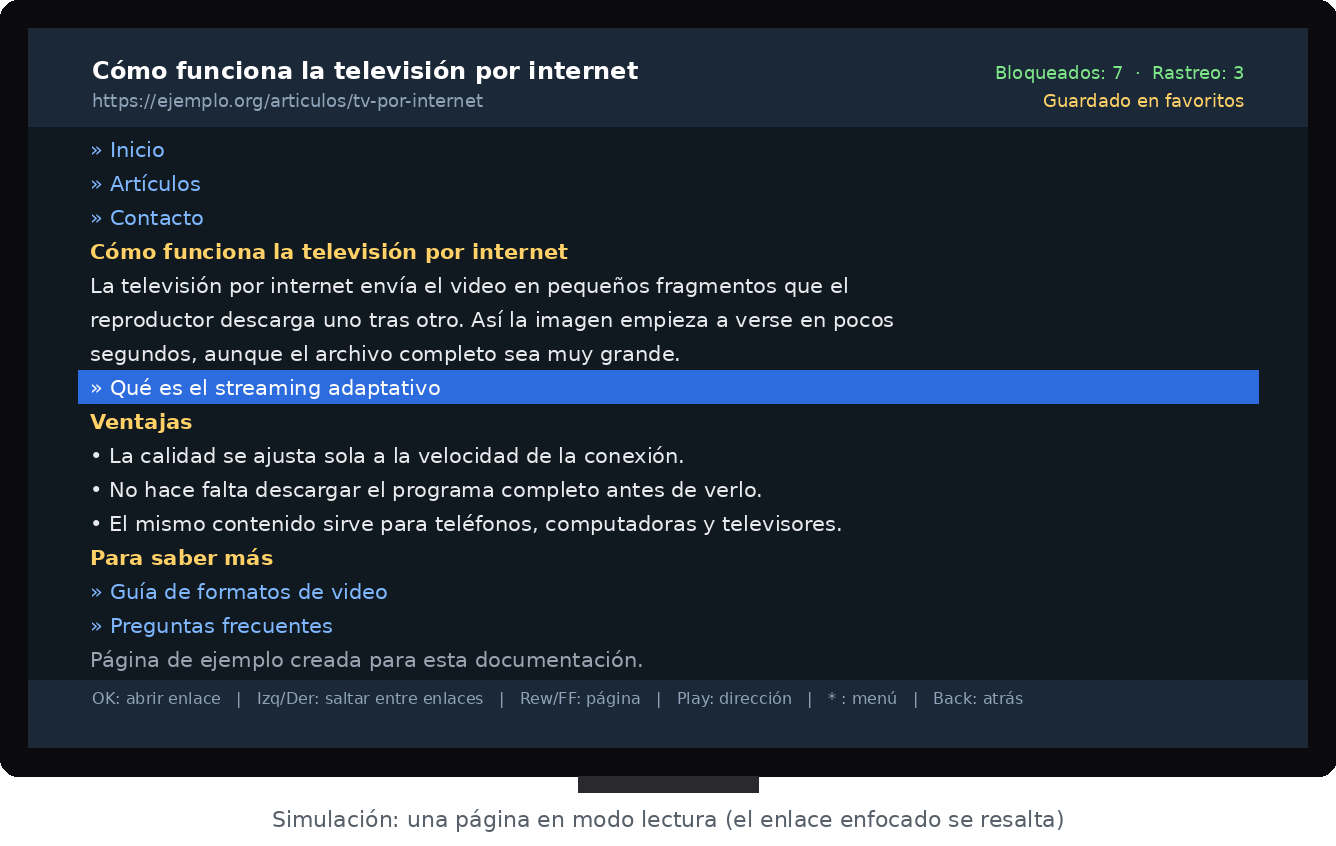 Cómo funciona la televisión por internet
Bloqueados: 7 · Rastreo: 3
https://ejemplo.org/articulos/tv-por-internet
Guardado en favoritos
» Inicio
» Artículos
» Contacto
Cómo funciona la televisión por internet
La televisión por internet envía el video en pequeños fragmentos que el
reproductor descarga uno tras otro. Así la imagen empieza a verse en pocos
segundos, aunque el archivo completo sea muy grande.
» Qué es el streaming adaptativo
Ventajas
• La calidad se ajusta sola a la velocidad de la conexión.
• No hace falta descargar el programa completo antes de verlo.
• El mismo contenido sirve para teléfonos, computadoras y televisores.
Para saber más
» Guía de formatos de video
» Preguntas frecuentes
Página de ejemplo creada para esta documentación.
OK: abrir enlace | Izq/Der: saltar entre enlaces | Rew/FF: página | Play: dirección | * : menú | Back: atrás
Simulación: una página en modo lectura (el enlace enfocado se resalta)